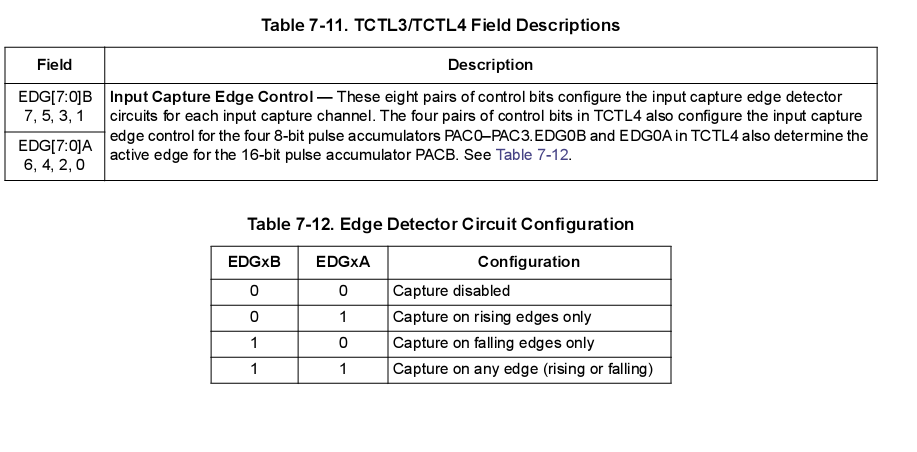 Table 7-11. TCTL3/TCTL4 Field Descriptions
Field Description
EDG[7:0]B
7, 5, 3, 1
EDG[7:0]A
6, 4, 2, 0
Input Capture Edge Control — These eight pairs of control bits configure the input capture edge detector
circuits for each input capture channel. The four pairs of control bits in TCTL4 also configure the input capture
edge control for the four 8-bit pulse accumulators PAC0–PAC3.EDG0B and EDG0A in TCTL4 also determine the
active edge for the 16-bit pulse accumulator PACB. See Table 7-12.
Table 7-12. Edge Detector Circuit Configuration
EDGxB EDGxA Configuration
0 0 Capture disabled
0 1 Capture on rising edges only
1 0 Capture on falling edges only
1 1 Capture on any edge (rising or falling)